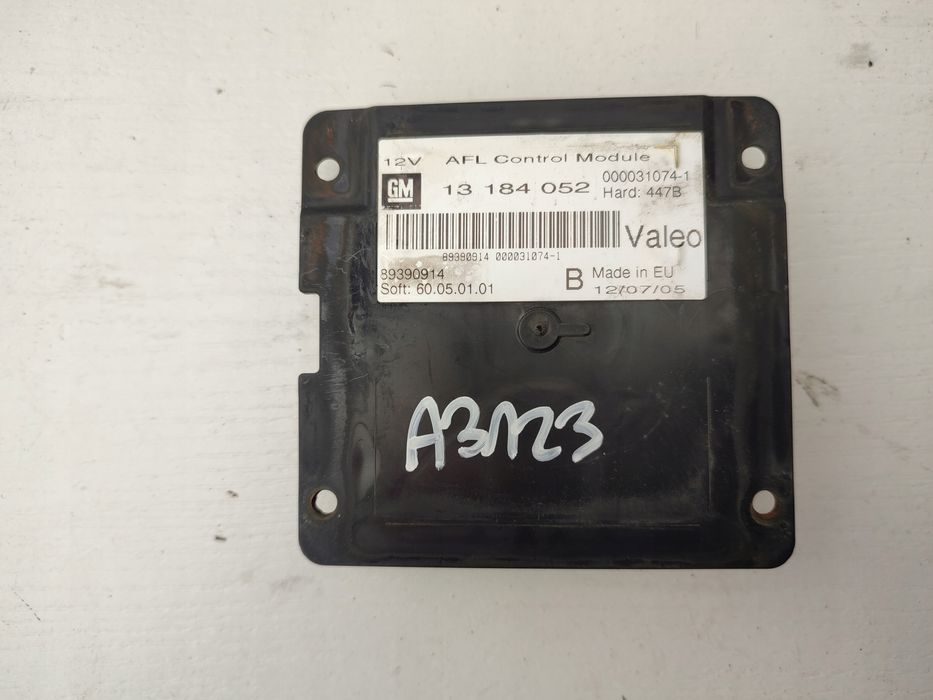 12V AFL Control Module
GM 13 184 052
000031074-1
Hard: 447B
Valeo
89390914 000031074-1
89390914
Soft: 60.05.01.01
B
Made in EU
12/07/05
A3123